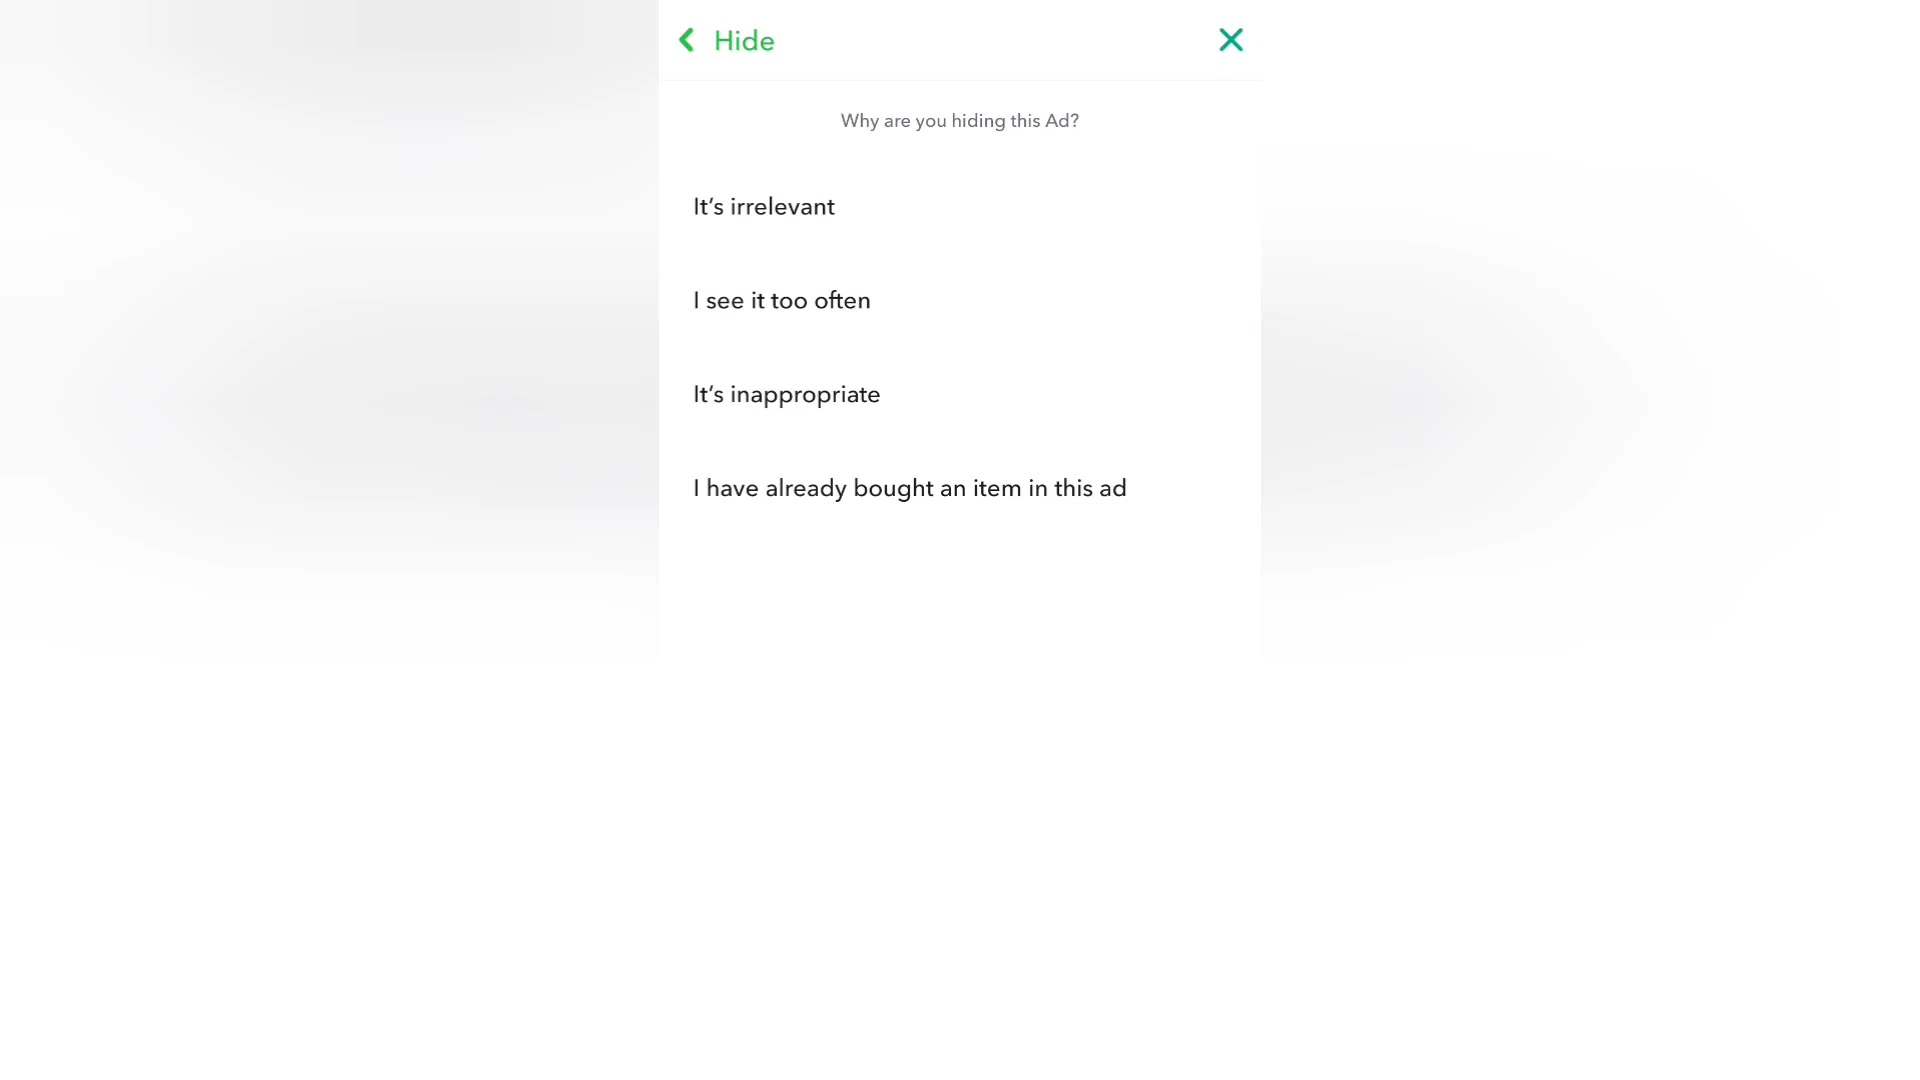 Hide
Why are you hiding this Ad?
It’s irrelevant
I see it too often
It’s inappropriate
I have already bought an item in this ad